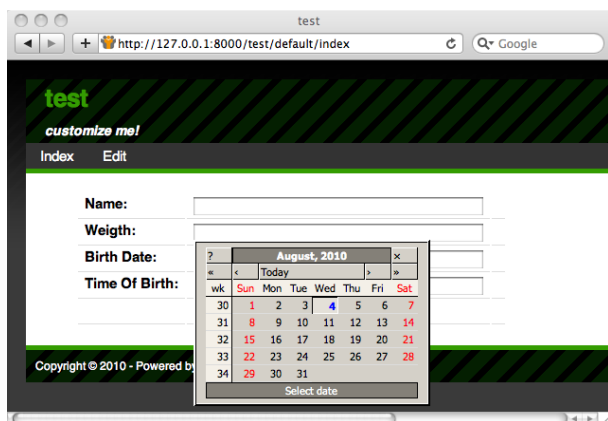 test
http://127.0.0.1:8000/test/default/index
Google
test
customize me!
Index Edit
Name:
Weigth:
Birth Date:
Time Of Birth:
? August, 2010 ×
« ‹ Today › »
wk Sun Mon Tue Wed Thu Fri Sat
30 1 2 3 4 5 6 7
31 8 9 10 11 12 13 14
32 15 16 17 18 19 20 21
33 22 23 24 25 26 27 28
34 29 30 31
Select date
Copyright © 2010 - Powered by